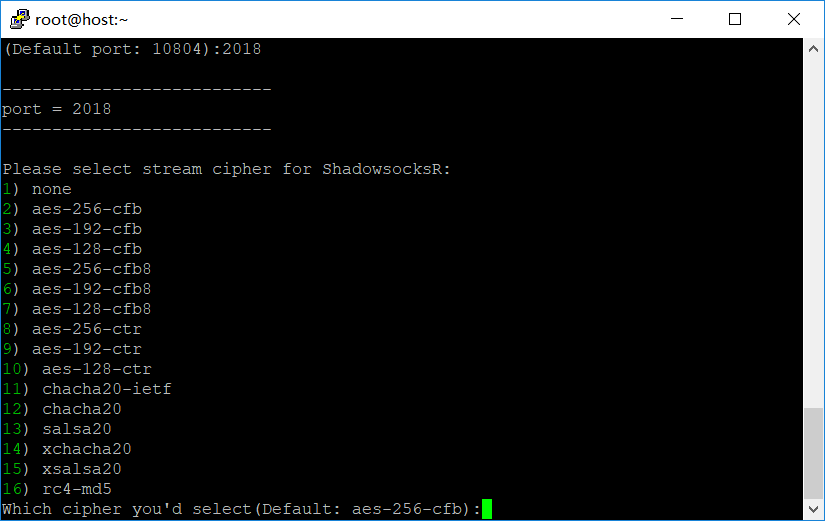 root@host:~
(Default port: 10804):2018
---------------------------
port = 2018
---------------------------
Please select stream cipher for ShadowsocksR:
1) none
2) aes-256-cfb
3) aes-192-cfb
4) aes-128-cfb
5) aes-256-cfb8
6) aes-192-cfb8
7) aes-128-cfb8
8) aes-256-ctr
9) aes-192-ctr
10) aes-128-ctr
11) chacha20-ietf
12) chacha20
13) salsa20
14) xchacha20
15) xsalsa20
16) rc4-md5
Which cipher you'd select(Default: aes-256-cfb):